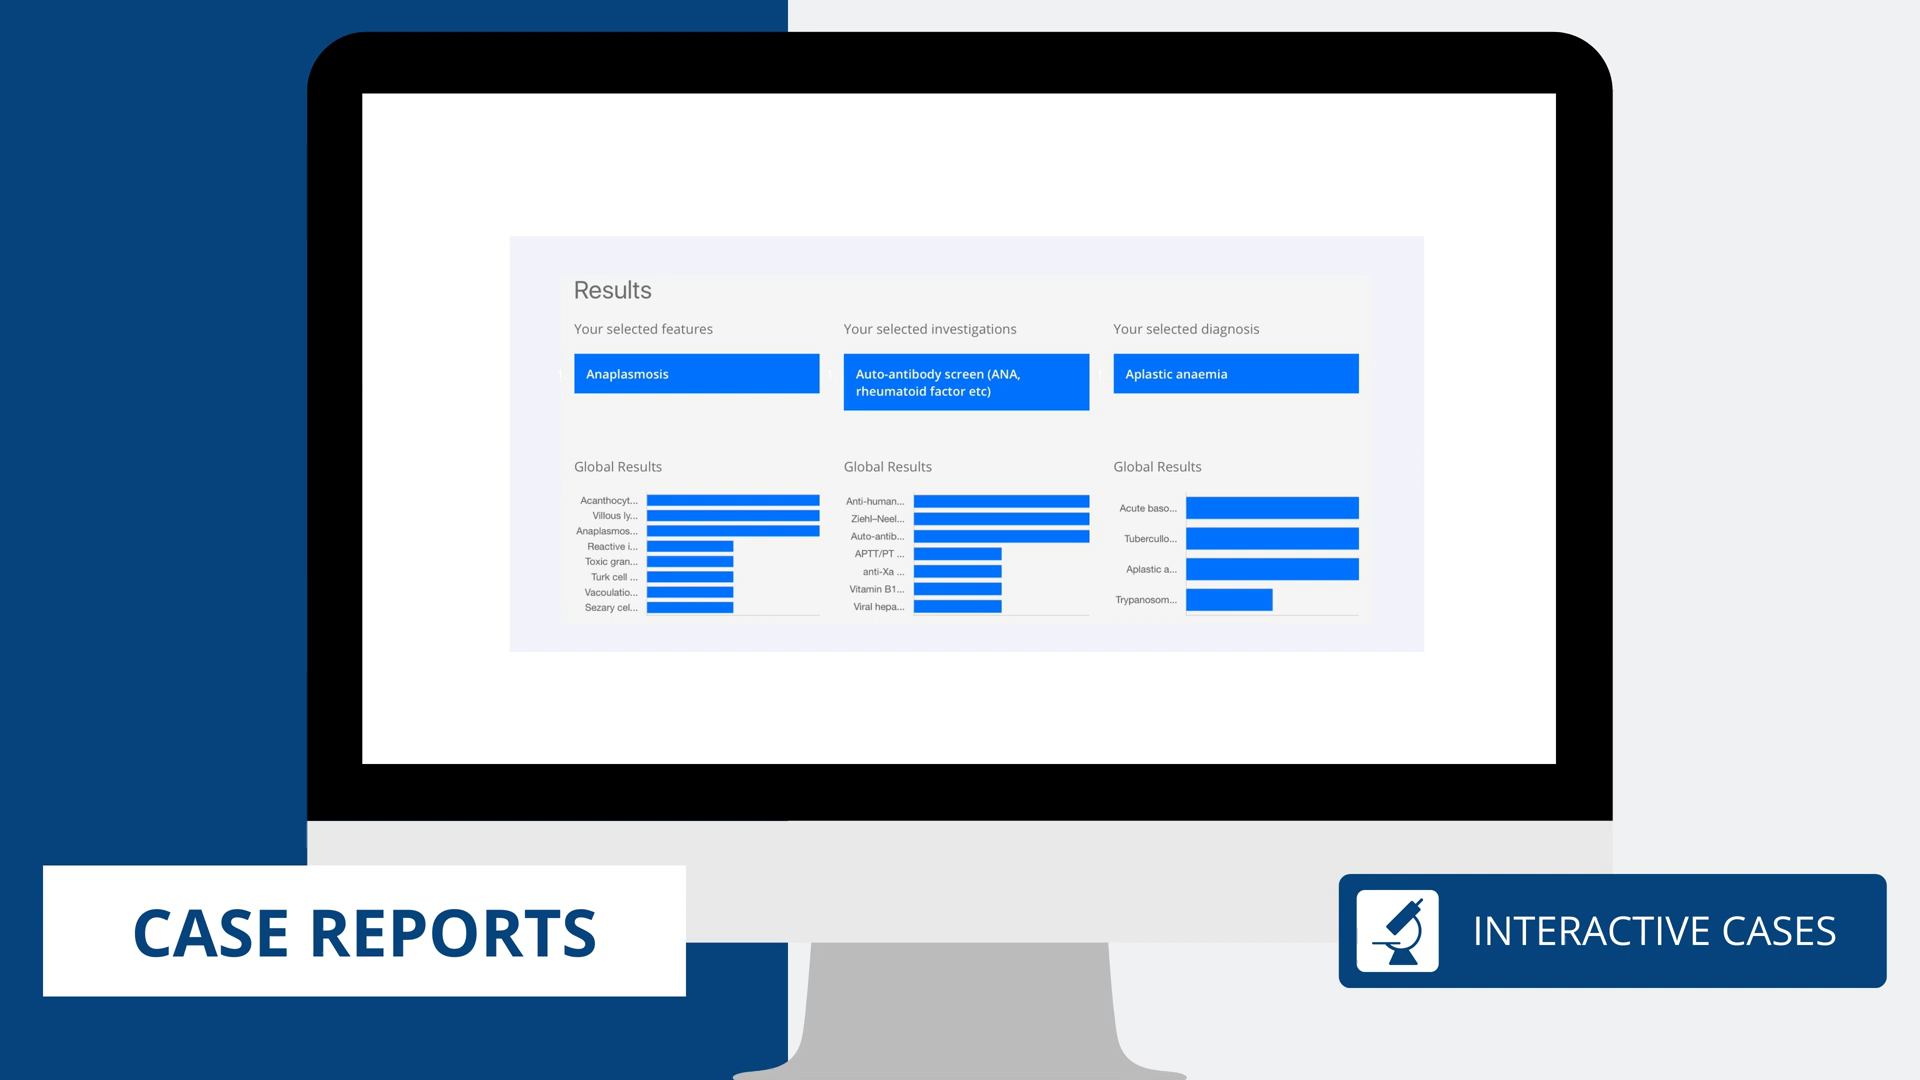 Results
Your selected features
Your selected investigations
Your selected diagnosis
Anaplasmosis
Auto-antibody screen (ANA,
rheumatoid factor etc)
Aplastic anaemia
Global Results
Global Results
Global Results
Acanthocyt...
Villous ly...
Anaplasmos...
Reactive i...
Toxic gran...
Turk cell ...
Vacoulatio...
Sezary cel...
Anti-human...
Ziehl–Neel...
Auto-antib...
APTT/PT ...
anti-Xa ...
Vitamin B1...
Viral hepa...
Acute baso...
Tubercullo...
Aplastic a...
Trypanosom...
CASE REPORTS
INTERACTIVE CASES